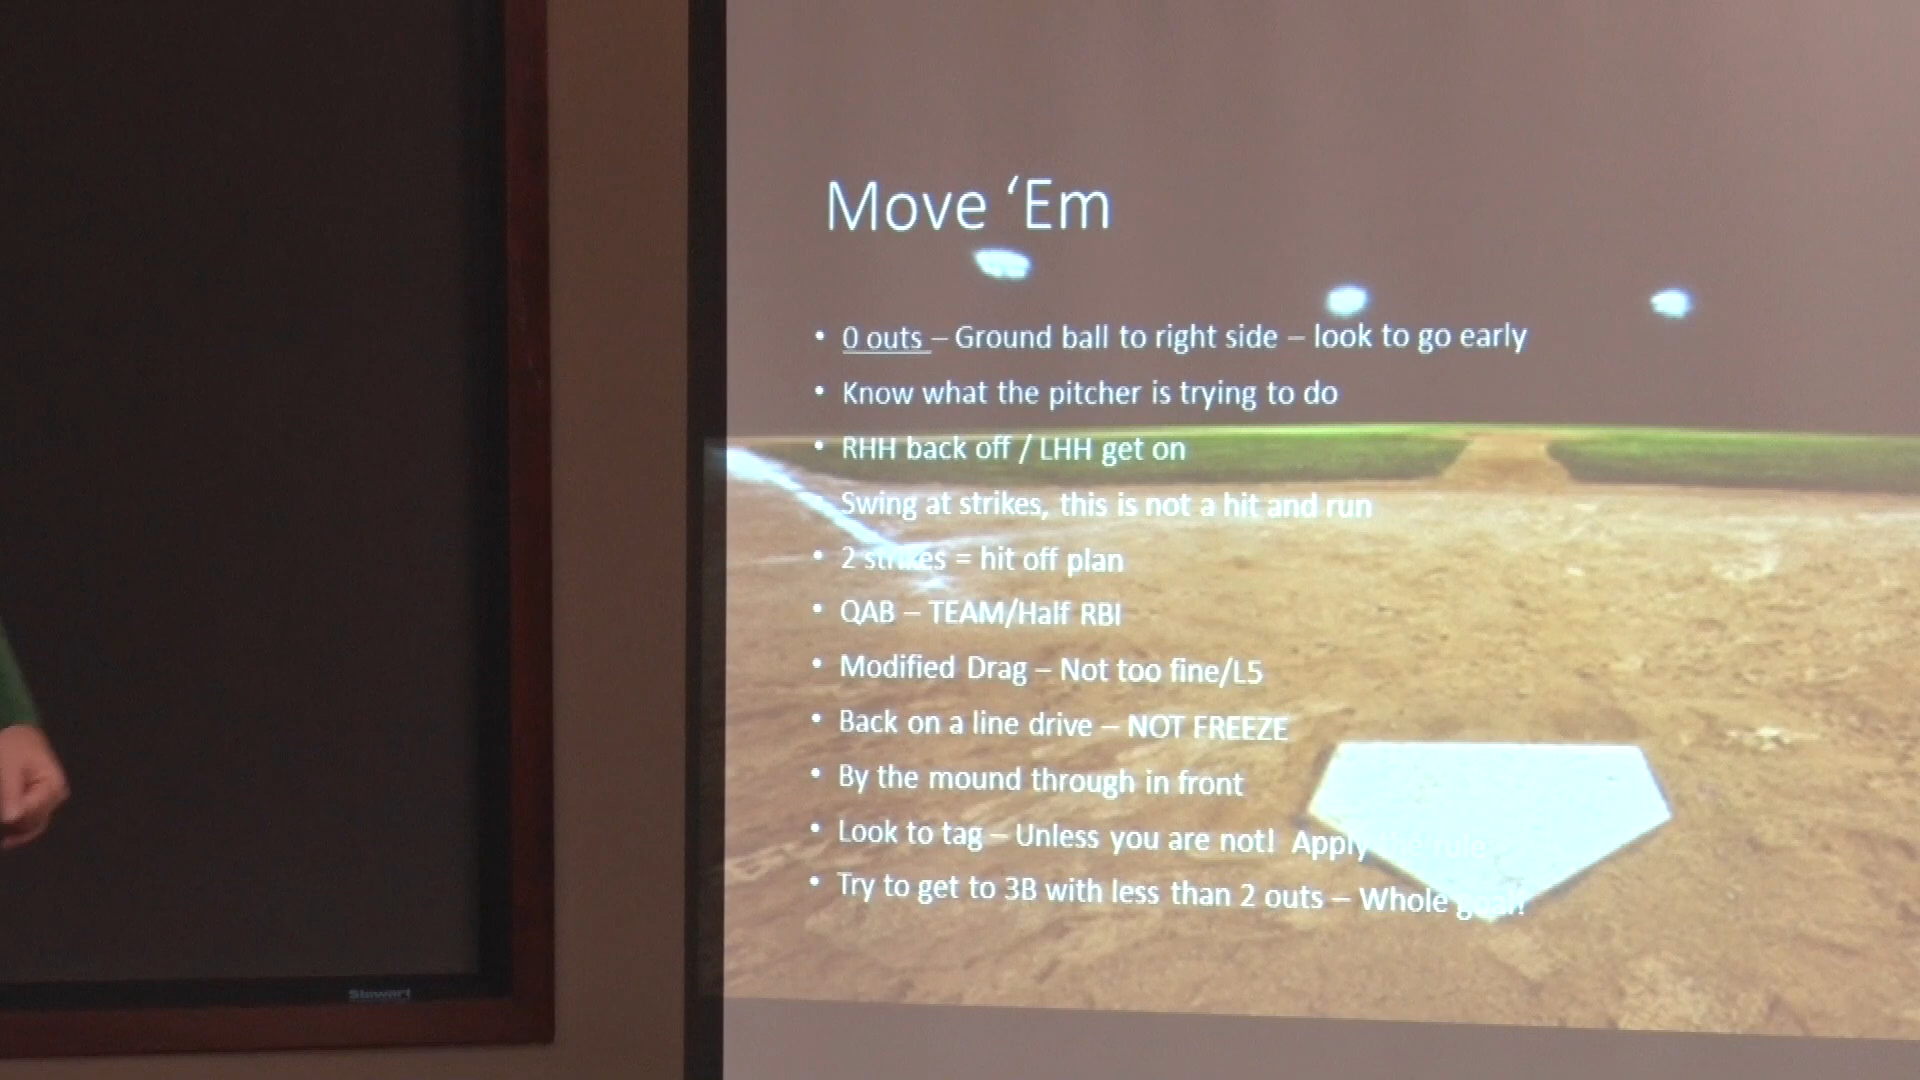 Move ‘Em
• 0 outs – Ground ball to right side – look to go early
• Know what the pitcher is trying to do
• RHH back off / LHH get on
• Swing at strikes, this is not a hit and run
• 2 strikes = hit off plan
• QAB – TEAM/Half RBI
• Modified Drag – Not too fine/L5
• Back on a line drive – NOT FREEZE
• By the mound through in front
• Look to tag – Unless you are not! Apply the rule
• Try to get to 3B with less than 2 outs – Whole goal!
Stewart